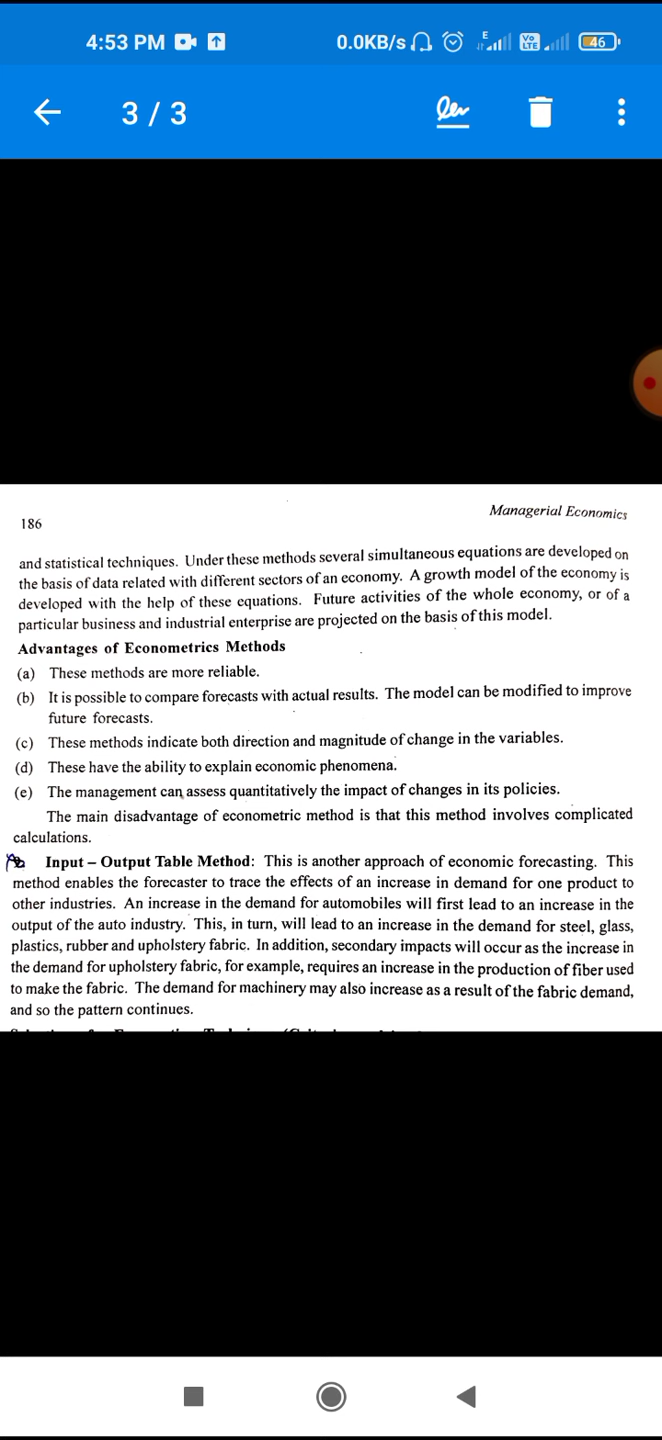 4:53 PM
0.0KB/s
E
Vo
LTE
46
3 / 3
186
Managerial Economics
and statistical techniques. Under these methods several simultaneous equations are developed on
the basis of data related with different sectors of an economy. A growth model of the economy is
developed with the help of these equations. Future activities of the whole economy, or of a
particular business and industrial enterprise are projected on the basis of this model.
Advantages of Econometrics Methods
(a) These methods are more reliable.
(b) It is possible to compare forecasts with actual results. The model can be modified to improve
future forecasts.
(c) These methods indicate both direction and magnitude of change in the variables.
(d) These have the ability to explain economic phenomena.
(e) The management can assess quantitatively the impact of changes in its policies.
The main disadvantage of econometric method is that this method involves complicated
calculations.
Input – Output Table Method: This is another approach of economic forecasting. This
method enables the forecaster to trace the effects of an increase in demand for one product to
other industries. An increase in the demand for automobiles will first lead to an increase in the
output of the auto industry. This, in turn, will lead to an increase in the demand for steel, glass,
plastics, rubber and upholstery fabric. In addition, secondary impacts will occur as the increase in
the demand for upholstery fabric, for example, requires an increase in the production of fiber used
to make the fabric. The demand for machinery may also increase as a result of the fabric demand,
and so the pattern continues.